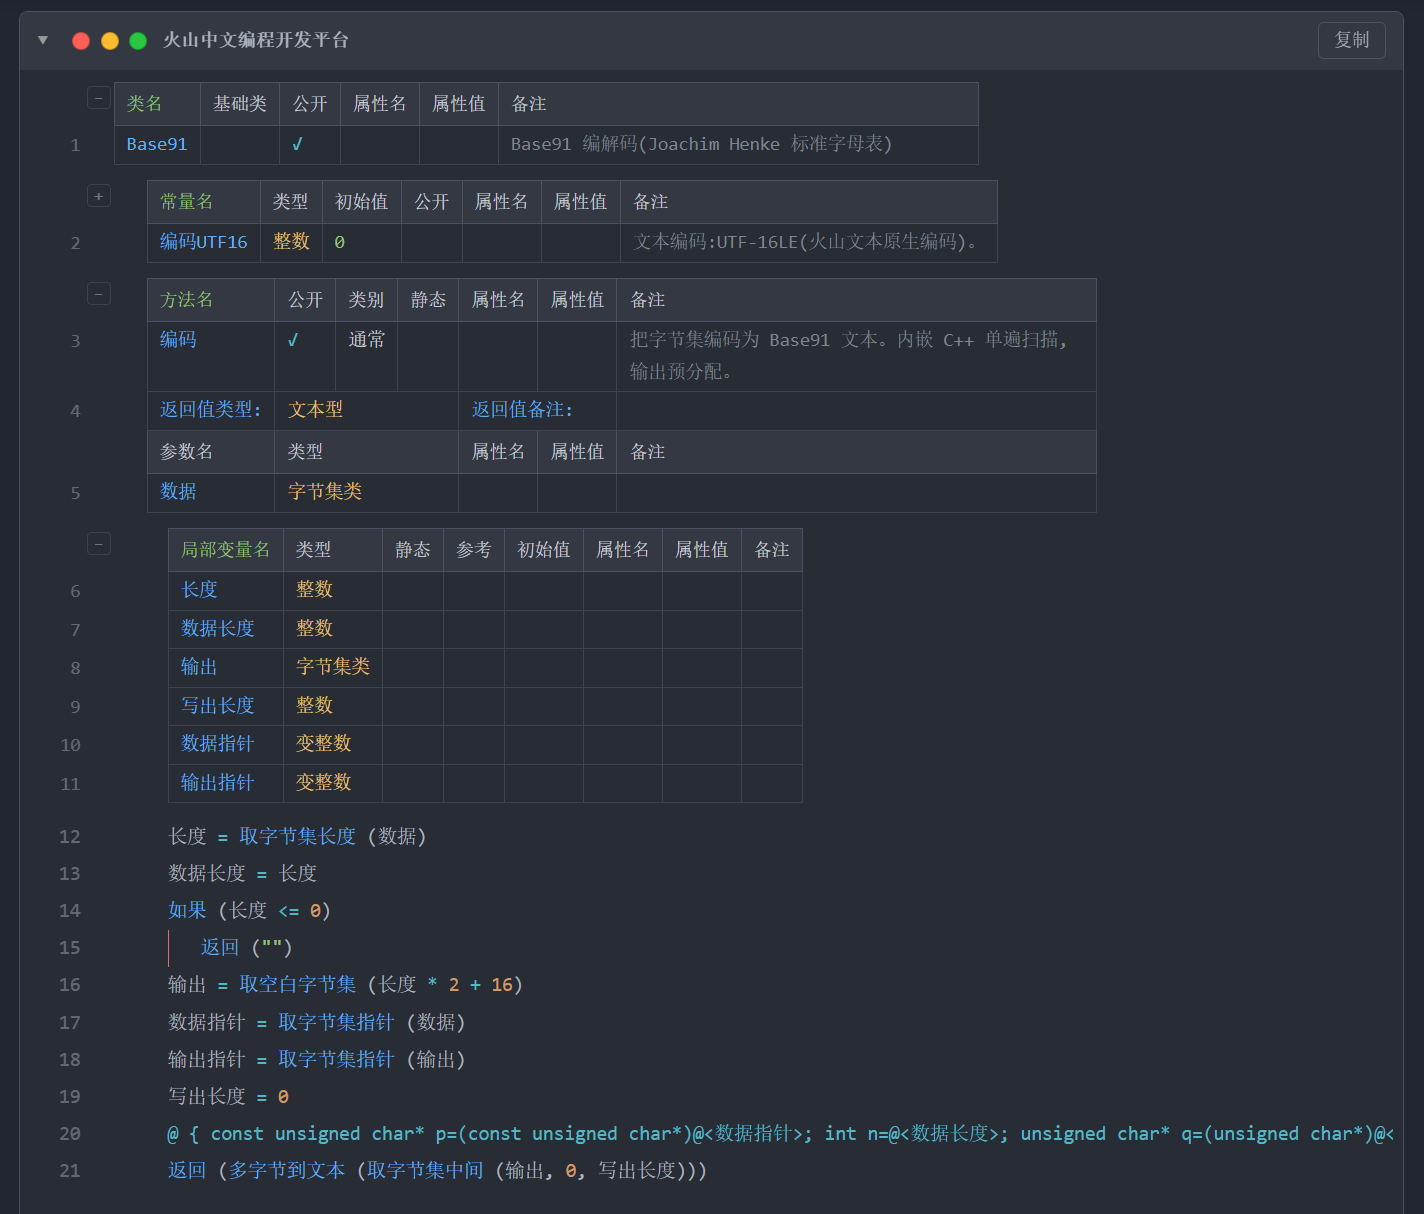 火山中文编程开发平台 复制
类名 基础类 公开 属性名 属性值 备注
1 Base91 √ Base91 编解码(Joachim Henke 标准字母表)
常量名 类型 初始值 公开 属性名 属性值 备注
2 编码UTF16 整数 0 文本编码:UTF-16LE(火山文本原生编码)。
方法名 公开 类别 静态 属性名 属性值 备注
3 编码 √ 通常 把字节集编码为 Base91 文本。内嵌 C++ 单遍扫描,
输出预分配。
4 返回值类型: 文本型 返回值备注:
参数名 类型 属性名 属性值 备注
5 数据 字节集类
局部变量名 类型 静态 参考 初始值 属性名 属性值 备注
6 长度 整数
7 数据长度 整数
8 输出 字节集类
9 写出长度 整数
10 数据指针 变整数
11 输出指针 变整数
12 长度 = 取字节集长度 (数据)
13 数据长度 = 长度
14 如果 (长度 <= 0)
15 返回 ("")
16 输出 = 取空白字节集 (长度 * 2 + 16)
17 数据指针 = 取字节集指针 (数据)
18 输出指针 = 取字节集指针 (输出)
19 写出长度 = 0
20 @ { const unsigned char* p=(const unsigned char*)@<数据指针>; int n=@<数据长度>; unsigned char* q=(unsigned char*)@<
21 返回 (多字节到文本 (取字节集中间 (输出, 0, 写出长度)))